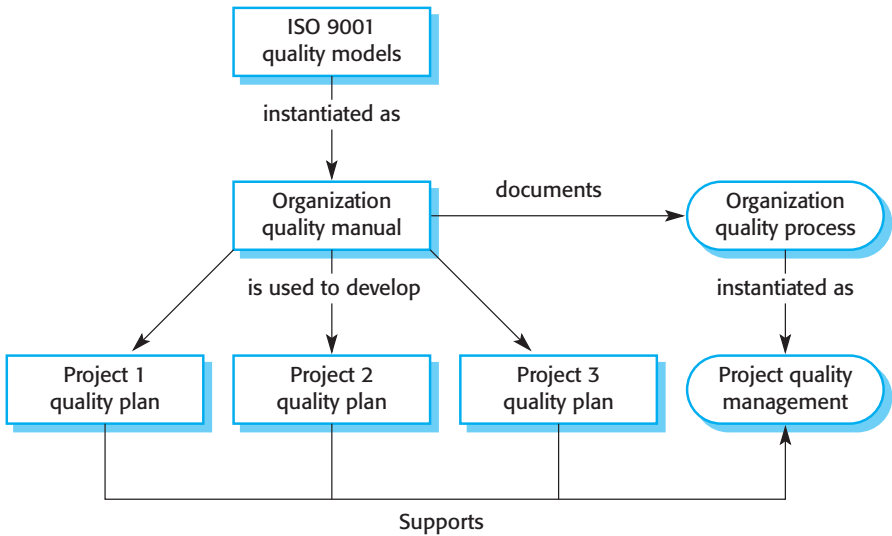 ISO 9001
quality models
instantiated as
Organization
quality manual
documents
Organization
quality process
is used to develop
instantiated as
Project 1
quality plan
Project 2
quality plan
Project 3
quality plan
Project quality
management
Supports